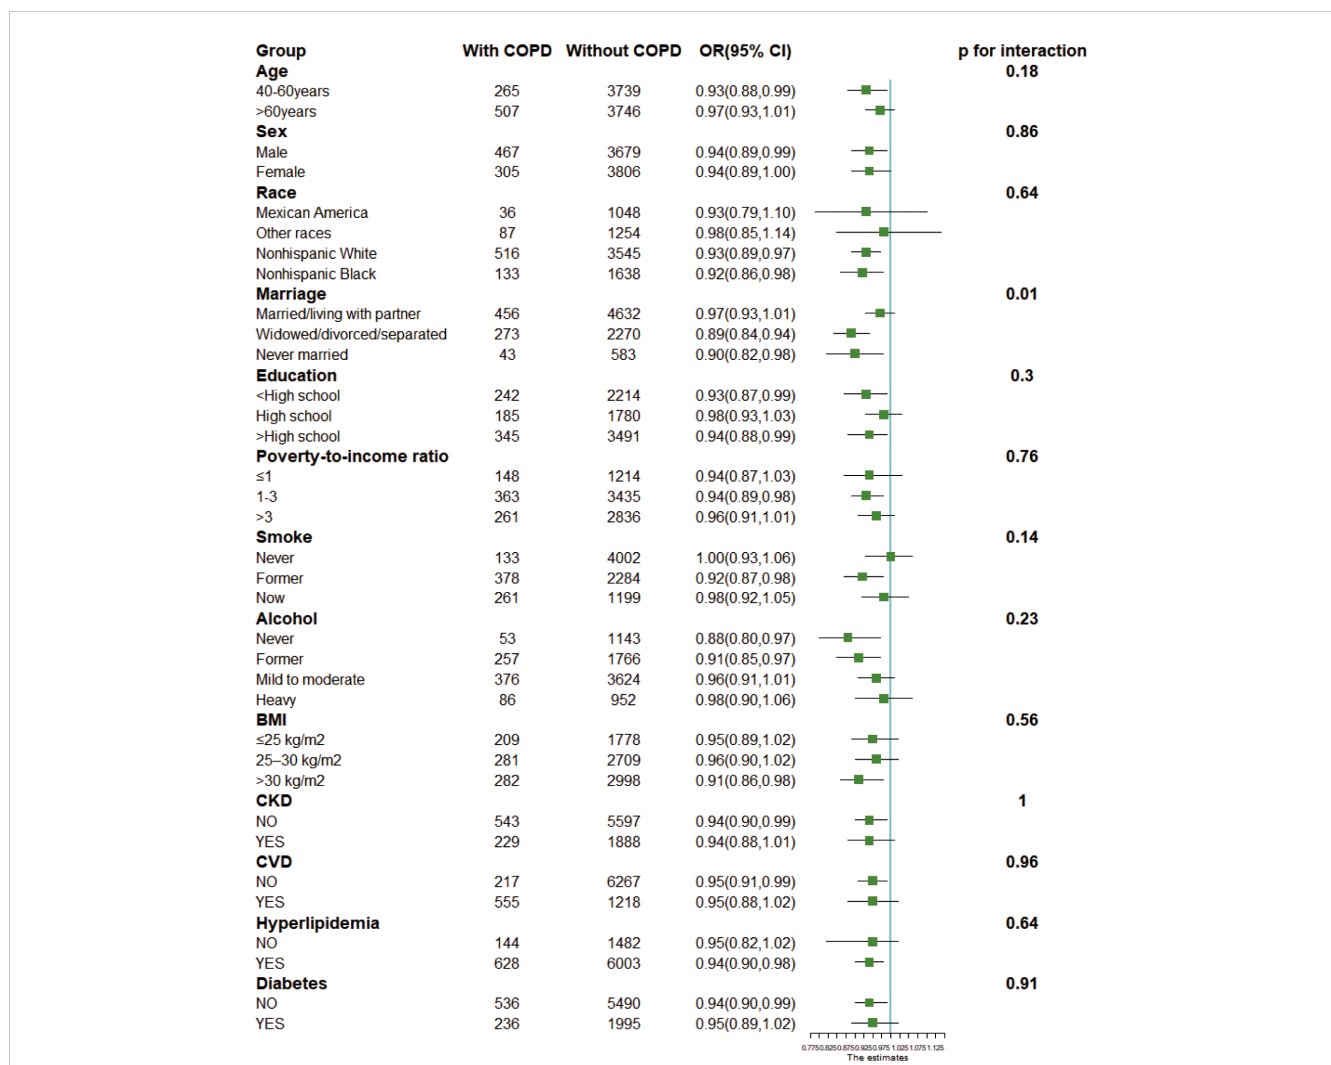 Group With COPD Without COPD OR(95% CI) p for interaction
Age 0.18
40-60years 265 3739 0.93(0.88,0.99)
>60years 507 3746 0.97(0.93,1.01)
Sex 0.86
Male 467 3679 0.94(0.89,0.99)
Female 305 3806 0.94(0.89,1.00)
Race 0.64
Mexican America 36 1048 0.93(0.79,1.10)
Other races 87 1254 0.98(0.85,1.14)
Nonhispanic White 516 3545 0.93(0.89,0.97)
Nonhispanic Black 133 1638 0.92(0.86,0.98)
Marriage 0.01
Married/living with partner 456 4632 0.97(0.93,1.01)
Widowed/divorced/separated 273 2270 0.89(0.84,0.94)
Never married 43 583 0.90(0.82,0.98)
Education 0.3
<High school 242 2214 0.93(0.87,0.99)
High school 185 1780 0.98(0.93,1.03)
>High school 345 3491 0.94(0.88,0.99)
Poverty-to-income ratio 0.76
≤1 148 1214 0.94(0.87,1.03)
1-3 363 3435 0.94(0.89,0.98)
>3 261 2836 0.96(0.91,1.01)
Smoke 0.14
Never 133 4002 1.00(0.93,1.06)
Former 378 2284 0.92(0.87,0.98)
Now 261 1199 0.98(0.92,1.05)
Alcohol 0.23
Never 53 1143 0.88(0.80,0.97)
Former 257 1766 0.91(0.85,0.97)
Mild to moderate 376 3624 0.96(0.91,1.01)
Heavy 86 952 0.98(0.90,1.06)
BMI 0.56
≤25 kg/m2 209 1778 0.95(0.89,1.02)
25–30 kg/m2 281 2709 0.96(0.90,1.02)
>30 kg/m2 282 2998 0.91(0.86,0.98)
CKD 1
NO 543 5597 0.94(0.90,0.99)
YES 229 1888 0.94(0.88,1.01)
CVD 0.96
NO 217 6267 0.95(0.91,0.99)
YES 555 1218 0.95(0.88,1.02)
Hyperlipidemia 0.64
NO 144 1482 0.95(0.82,1.02)
YES 628 6003 0.94(0.90,0.98)
Diabetes 0.91
NO 536 5490 0.94(0.90,0.99)
YES 236 1995 0.95(0.89,1.02)
0.775 0.825 0.875 0.925 0.975 1.025 1.075 1.125
The estimates